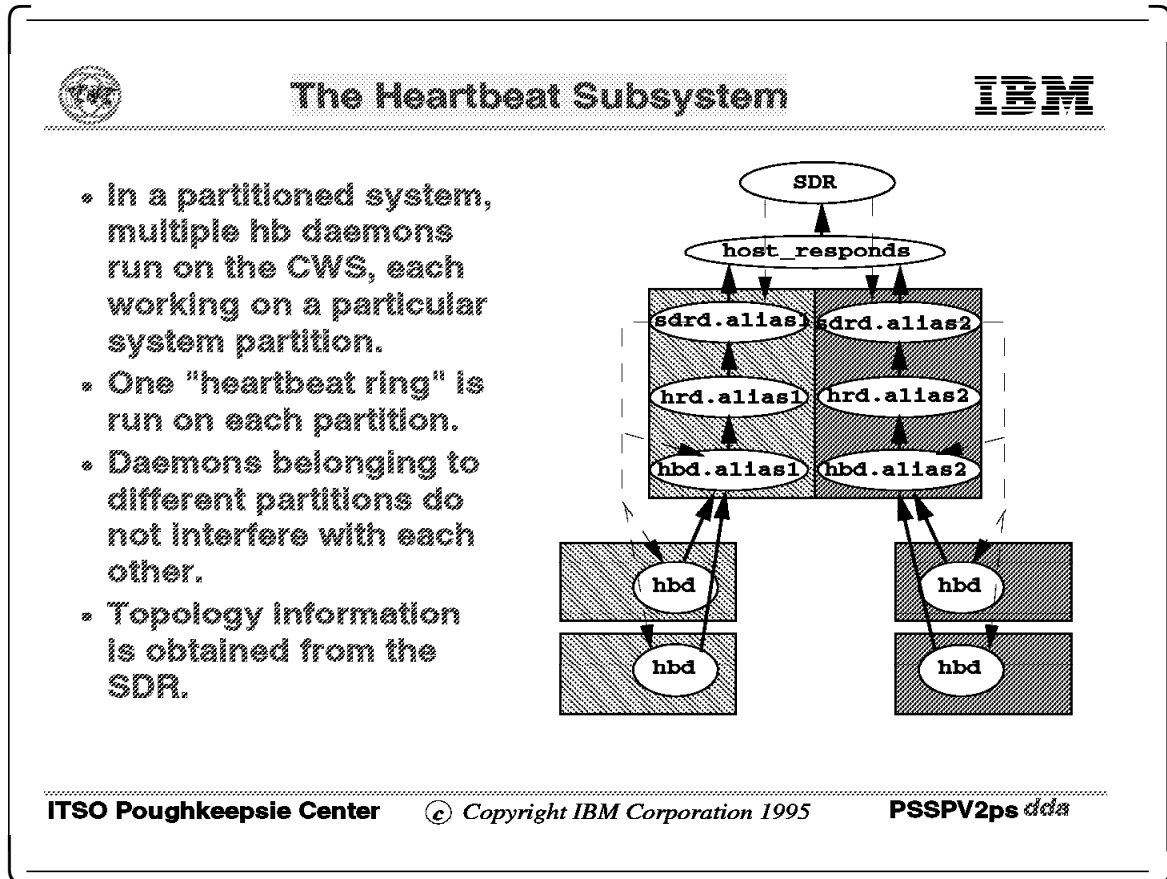 The Heartbeat Subsystem
IBM
• In a partitioned system,
multiple hb daemons
run on the CWS, each
working on a particular
system partition.
• One "heartbeat ring" is
run on each partition.
• Daemons belonging to
different partitions do
not interfere with each
other.
• Topology information
is obtained from the
SDR.
SDR
host_responds
sdrd.alias1
sdrd.alias2
hrd.alias1
hrd.alias2
hbd.alias1
hbd.alias2
hbd
hbd
hbd
hbd
ITSO Poughkeepsie Center
© Copyright IBM Corporation 1995
PSSPV2ps dda